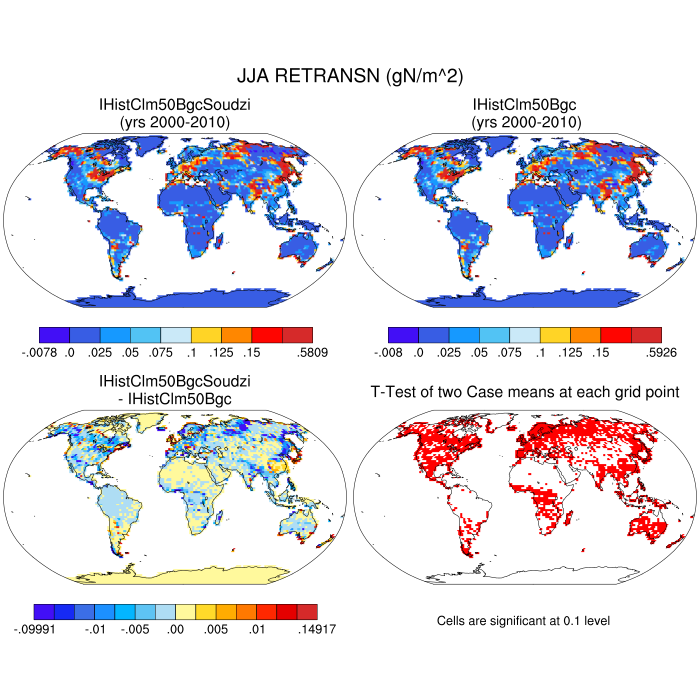 JJA RETRANSN (gN/m^2)
IHistClm50BgcSoudzi
(yrs 2000-2010)
IHistClm50Bgc
(yrs 2000-2010)
-.0078 .0 .025 .05 .075 .1 .125 .15 .5809
-.008 .0 .025 .05 .075 .1 .125 .15 .5926
IHistClm50BgcSoudzi
- IHistClm50Bgc
T-Test of two Case means at each grid point
-.09991 -.01 -.005 .00 .005 .01 .14917
Cells are significant at 0.1 level